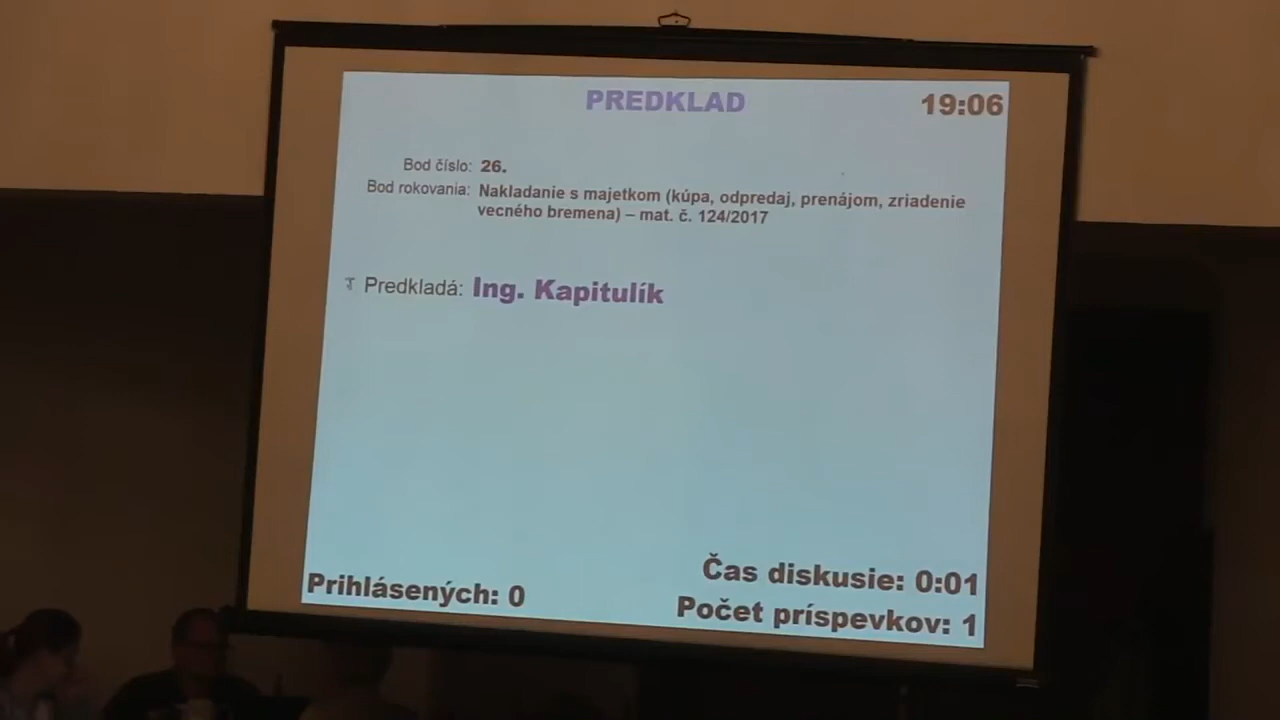 PREDKLAD
19:06
Bod číslo: 26.
Bod rokovania: Nakladanie s majetkom (kúpa, odpredaj, prenájom, zriadenie
vecného bremena) – mat. č. 124/2017
Predkladá: Ing. Kapitulík
Čas diskusie: 0:01
Prihlásených: 0
Počet príspevkov: 1